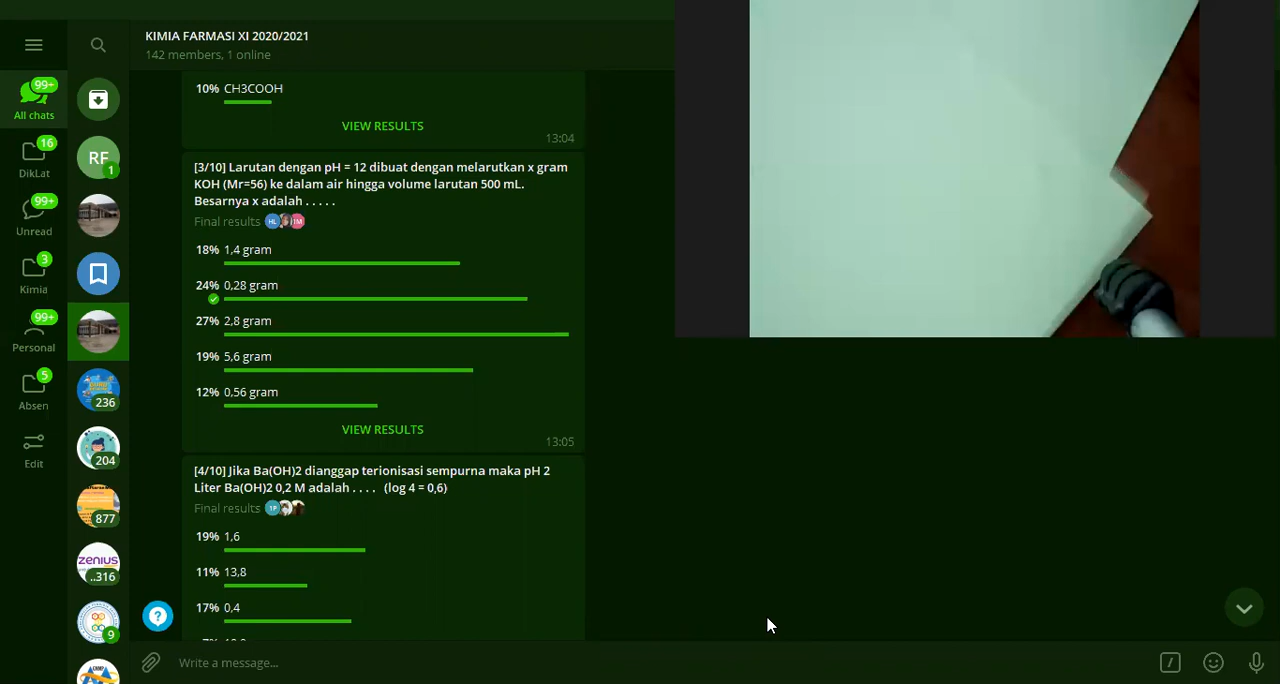 KIMIA FARMASI XI 2020/2021
142 members, 1 online
99+
All chats
16
DikLat
99+
Unread
3
Kimia
99+
Personal
5
Absen
Edit
RF
1
236
204
877
zenius
..316
9
CAMP
10% CH3COOH
VIEW RESULTS
13:04
[3/10] Larutan dengan pH = 12 dibuat dengan melarutkan x gram
KOH (Mr=56) ke dalam air hingga volume larutan 500 mL.
Besarnya x adalah . . . . .
Final results HL IM
18% 1,4 gram
24% 0,28 gram
27% 2,8 gram
19% 5,6 gram
12% 0,56 gram
VIEW RESULTS
13:05
[4/10] Jika Ba(OH)2 dianggap terionisasi sempurna maka pH 2
Liter Ba(OH)2 0,2 M adalah . . . . (log 4 = 0,6)
Final results 1P
19% 1,6
11% 13,8
17% 0,4
Write a message...